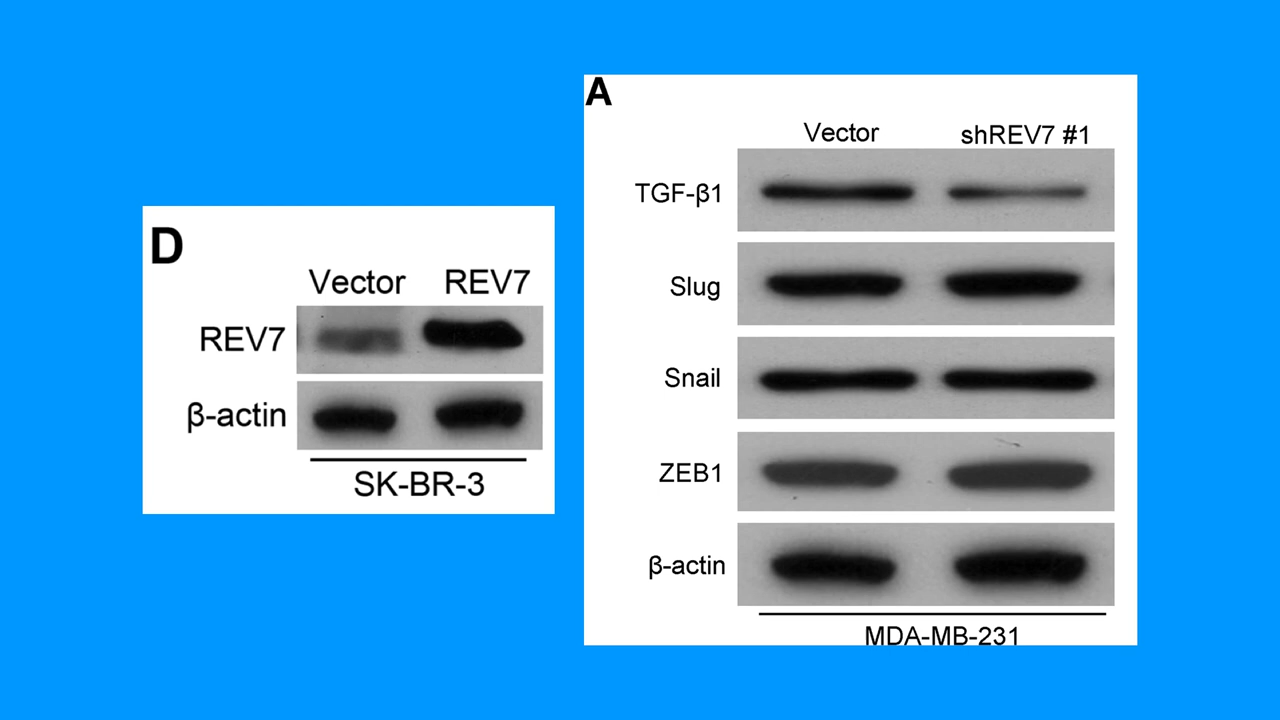 D
Vector REV7
REV7
β-actin
SK-BR-3
A
Vector shREV7 #1
TGF-β1
Slug
Snail
ZEB1
β-actin
MDA-MB-231